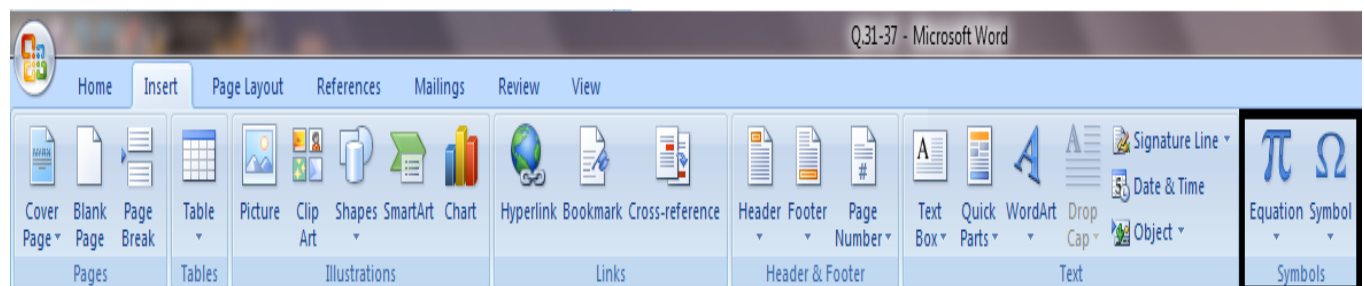 Q.31-37 - Microsoft Word
Home Insert Page Layout References Mailings Review View
Cover Page
Blank Page
Page Break
Table
Picture
Clip Art
Shapes
SmartArt
Chart
Hyperlink
Bookmark
Cross-reference
Header
Footer
Page Number
Text Box
Quick Parts
WordArt
Drop Cap
Signature Line
Date & Time
Object
Equation
Symbol
Pages Tables Illustrations Links Header & Footer Text Symbols